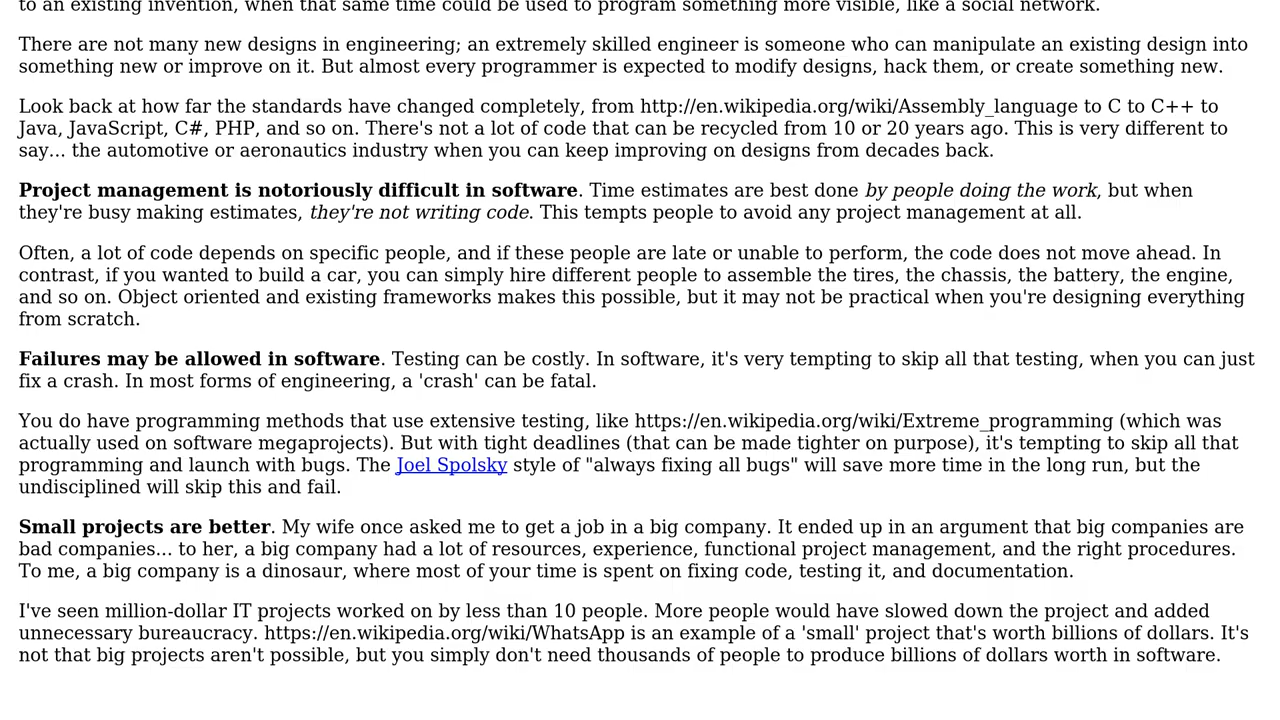 to an existing invention, when that same time could be used to program something more visible, like a social network.
There are not many new designs in engineering; an extremely skilled engineer is someone who can manipulate an existing design into
something new or improve on it. But almost every programmer is expected to modify designs, hack them, or create something new.
Look back at how far the standards have changed completely, from http://en.wikipedia.org/wiki/Assembly_language to C to C++ to
Java, JavaScript, C#, PHP, and so on. There's not a lot of code that can be recycled from 10 or 20 years ago. This is very different to
say... the automotive or aeronautics industry when you can keep improving on designs from decades back.
Project management is notoriously difficult in software. Time estimates are best done by people doing the work, but when
they're busy making estimates, they're not writing code. This tempts people to avoid any project management at all.
Often, a lot of code depends on specific people, and if these people are late or unable to perform, the code does not move ahead. In
contrast, if you wanted to build a car, you can simply hire different people to assemble the tires, the chassis, the battery, the engine,
and so on. Object oriented and existing frameworks makes this possible, but it may not be practical when you're designing everything
from scratch.
Failures may be allowed in software. Testing can be costly. In software, it's very tempting to skip all that testing, when you can just
fix a crash. In most forms of engineering, a 'crash' can be fatal.
You do have programming methods that use extensive testing, like https://en.wikipedia.org/wiki/Extreme_programming (which was
actually used on software megaprojects). But with tight deadlines (that can be made tighter on purpose), it's tempting to skip all that
programming and launch with bugs. The Joel Spolsky style of "always fixing all bugs" will save more time in the long run, but the
undisciplined will skip this and fail.
Small projects are better. My wife once asked me to get a job in a big company. It ended up in an argument that big companies are
bad companies... to her, a big company had a lot of resources, experience, functional project management, and the right procedures.
To me, a big company is a dinosaur, where most of your time is spent on fixing code, testing it, and documentation.
I've seen million-dollar IT projects worked on by less than 10 people. More people would have slowed down the project and added
unnecessary bureaucracy. https://en.wikipedia.org/wiki/WhatsApp is an example of a 'small' project that's worth billions of dollars. It's
not that big projects aren't possible, but you simply don't need thousands of people to produce billions of dollars worth in software.